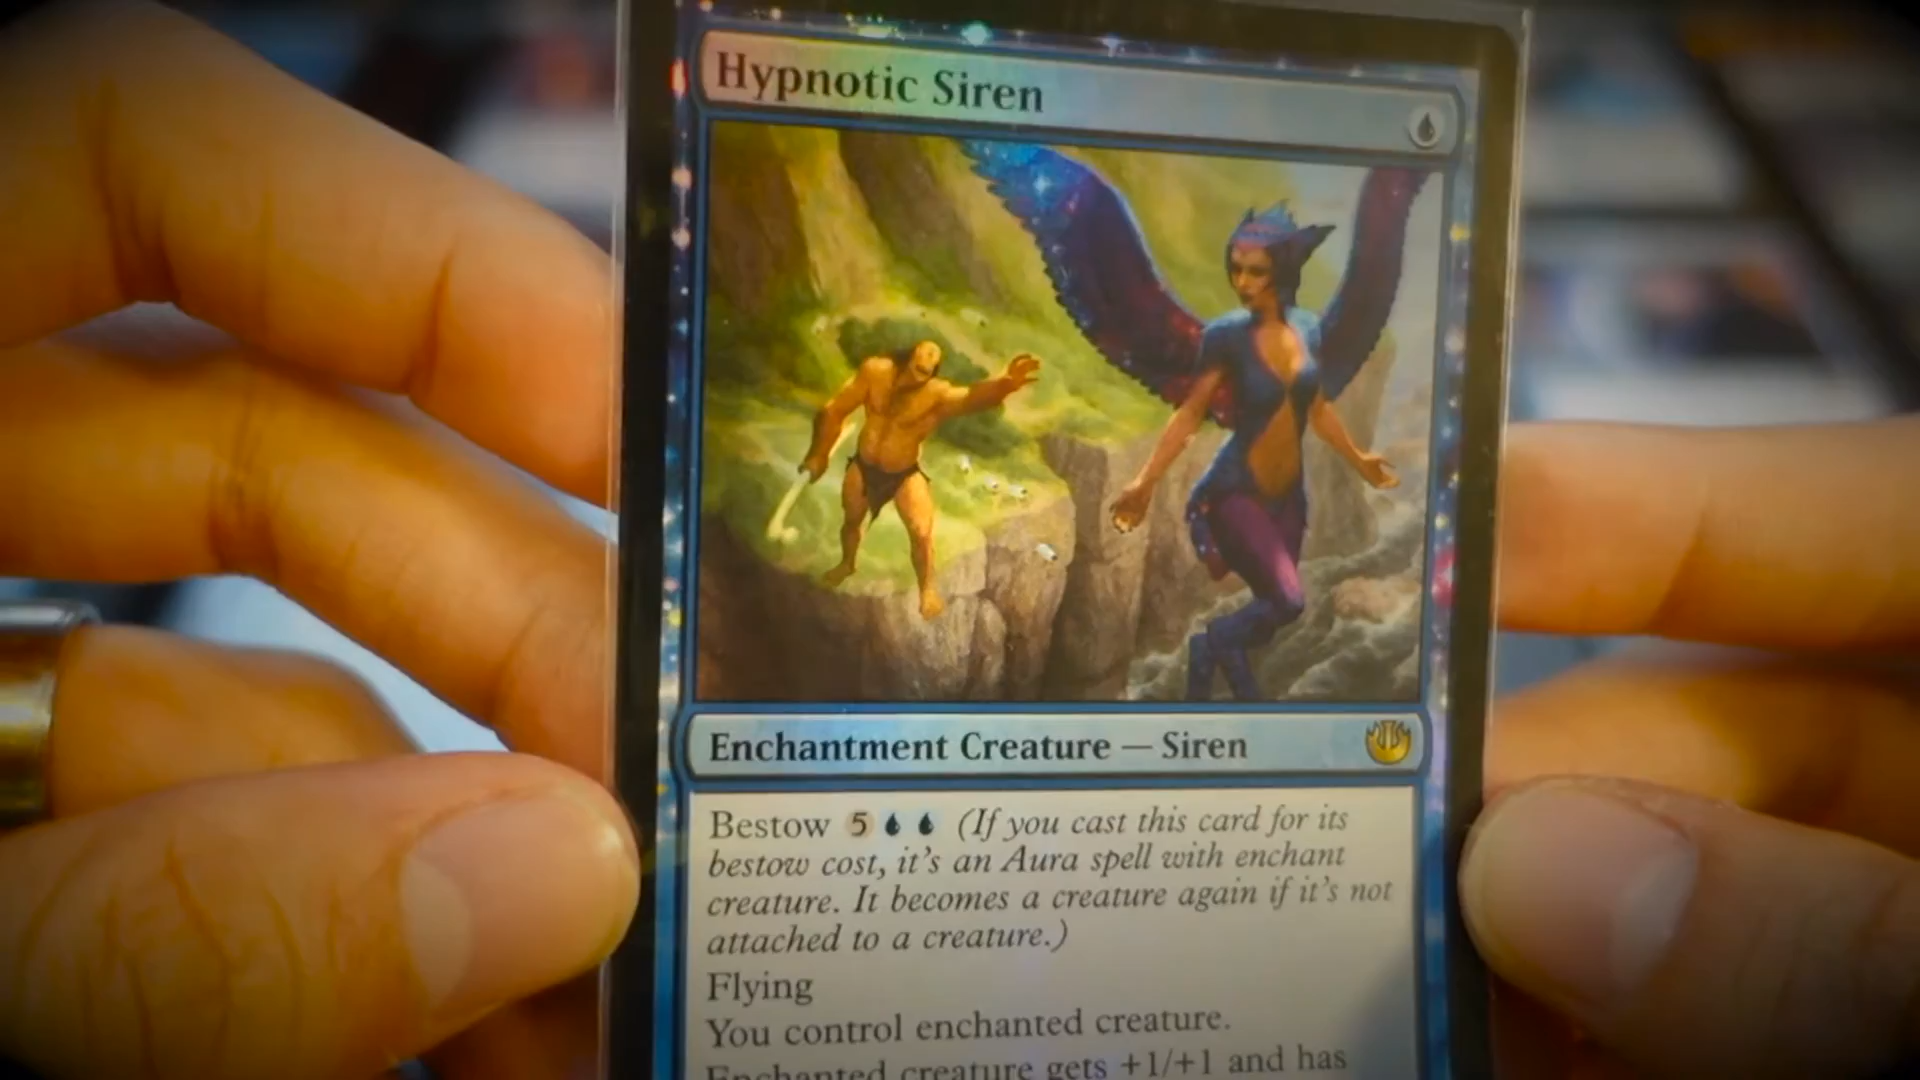 Hypnotic Siren
Enchantment Creature — Siren
Bestow 5 (If you cast this card for its
bestow cost, it's an Aura spell with enchant
creature. It becomes a creature again if it's not
attached to a creature.)
Flying
You control enchanted creature.
Enchanted creature gets +1/+1 and has